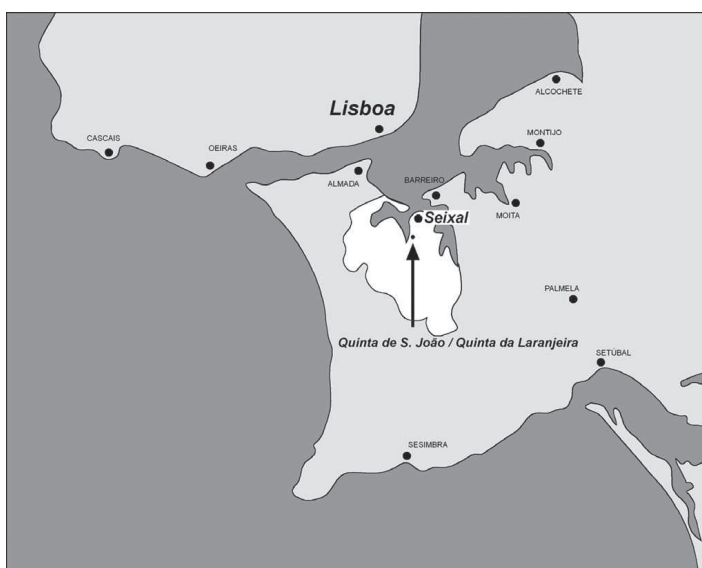 ALCOCHETE
Lisboa
MONTIJO
CASCAIS
OEIRAS
ALMADA
BARREIRO
Seixal
MOITA
PALMELA
Quinta de S. João / Quinta da Laranjeira
SETÚBAL
SESIMBRA